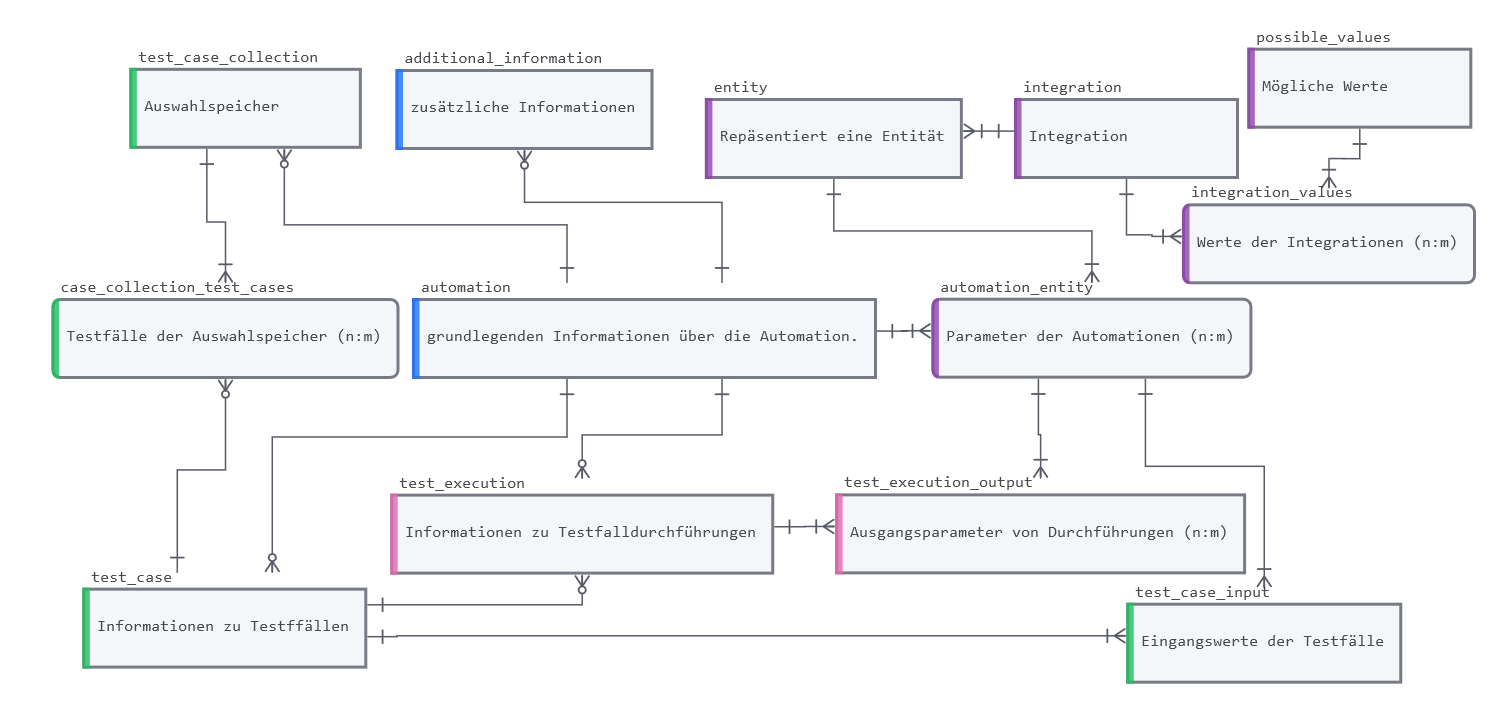 possible_values
Mögliche Werte
test_case_collection
Auswahlspeicher
additional_information
zusätzliche Informationen
entity
Repäsentiert eine Entität
integration
Integration
integration_values
Werte der Integrationen (n:m)
case_collection_test_cases
Testfälle der Auswahlspeicher (n:m)
automation
grundlegenden Informationen über die Automation.
automation_entity
Parameter der Automationen (n:m)
test_execution
Informationen zu Testfalldurchführungen
test_execution_output
Ausgangsparameter von Durchführungen (n:m)
test_case
Informationen zu Testffällen
test_case_input
Eingangswerte der Testfälle